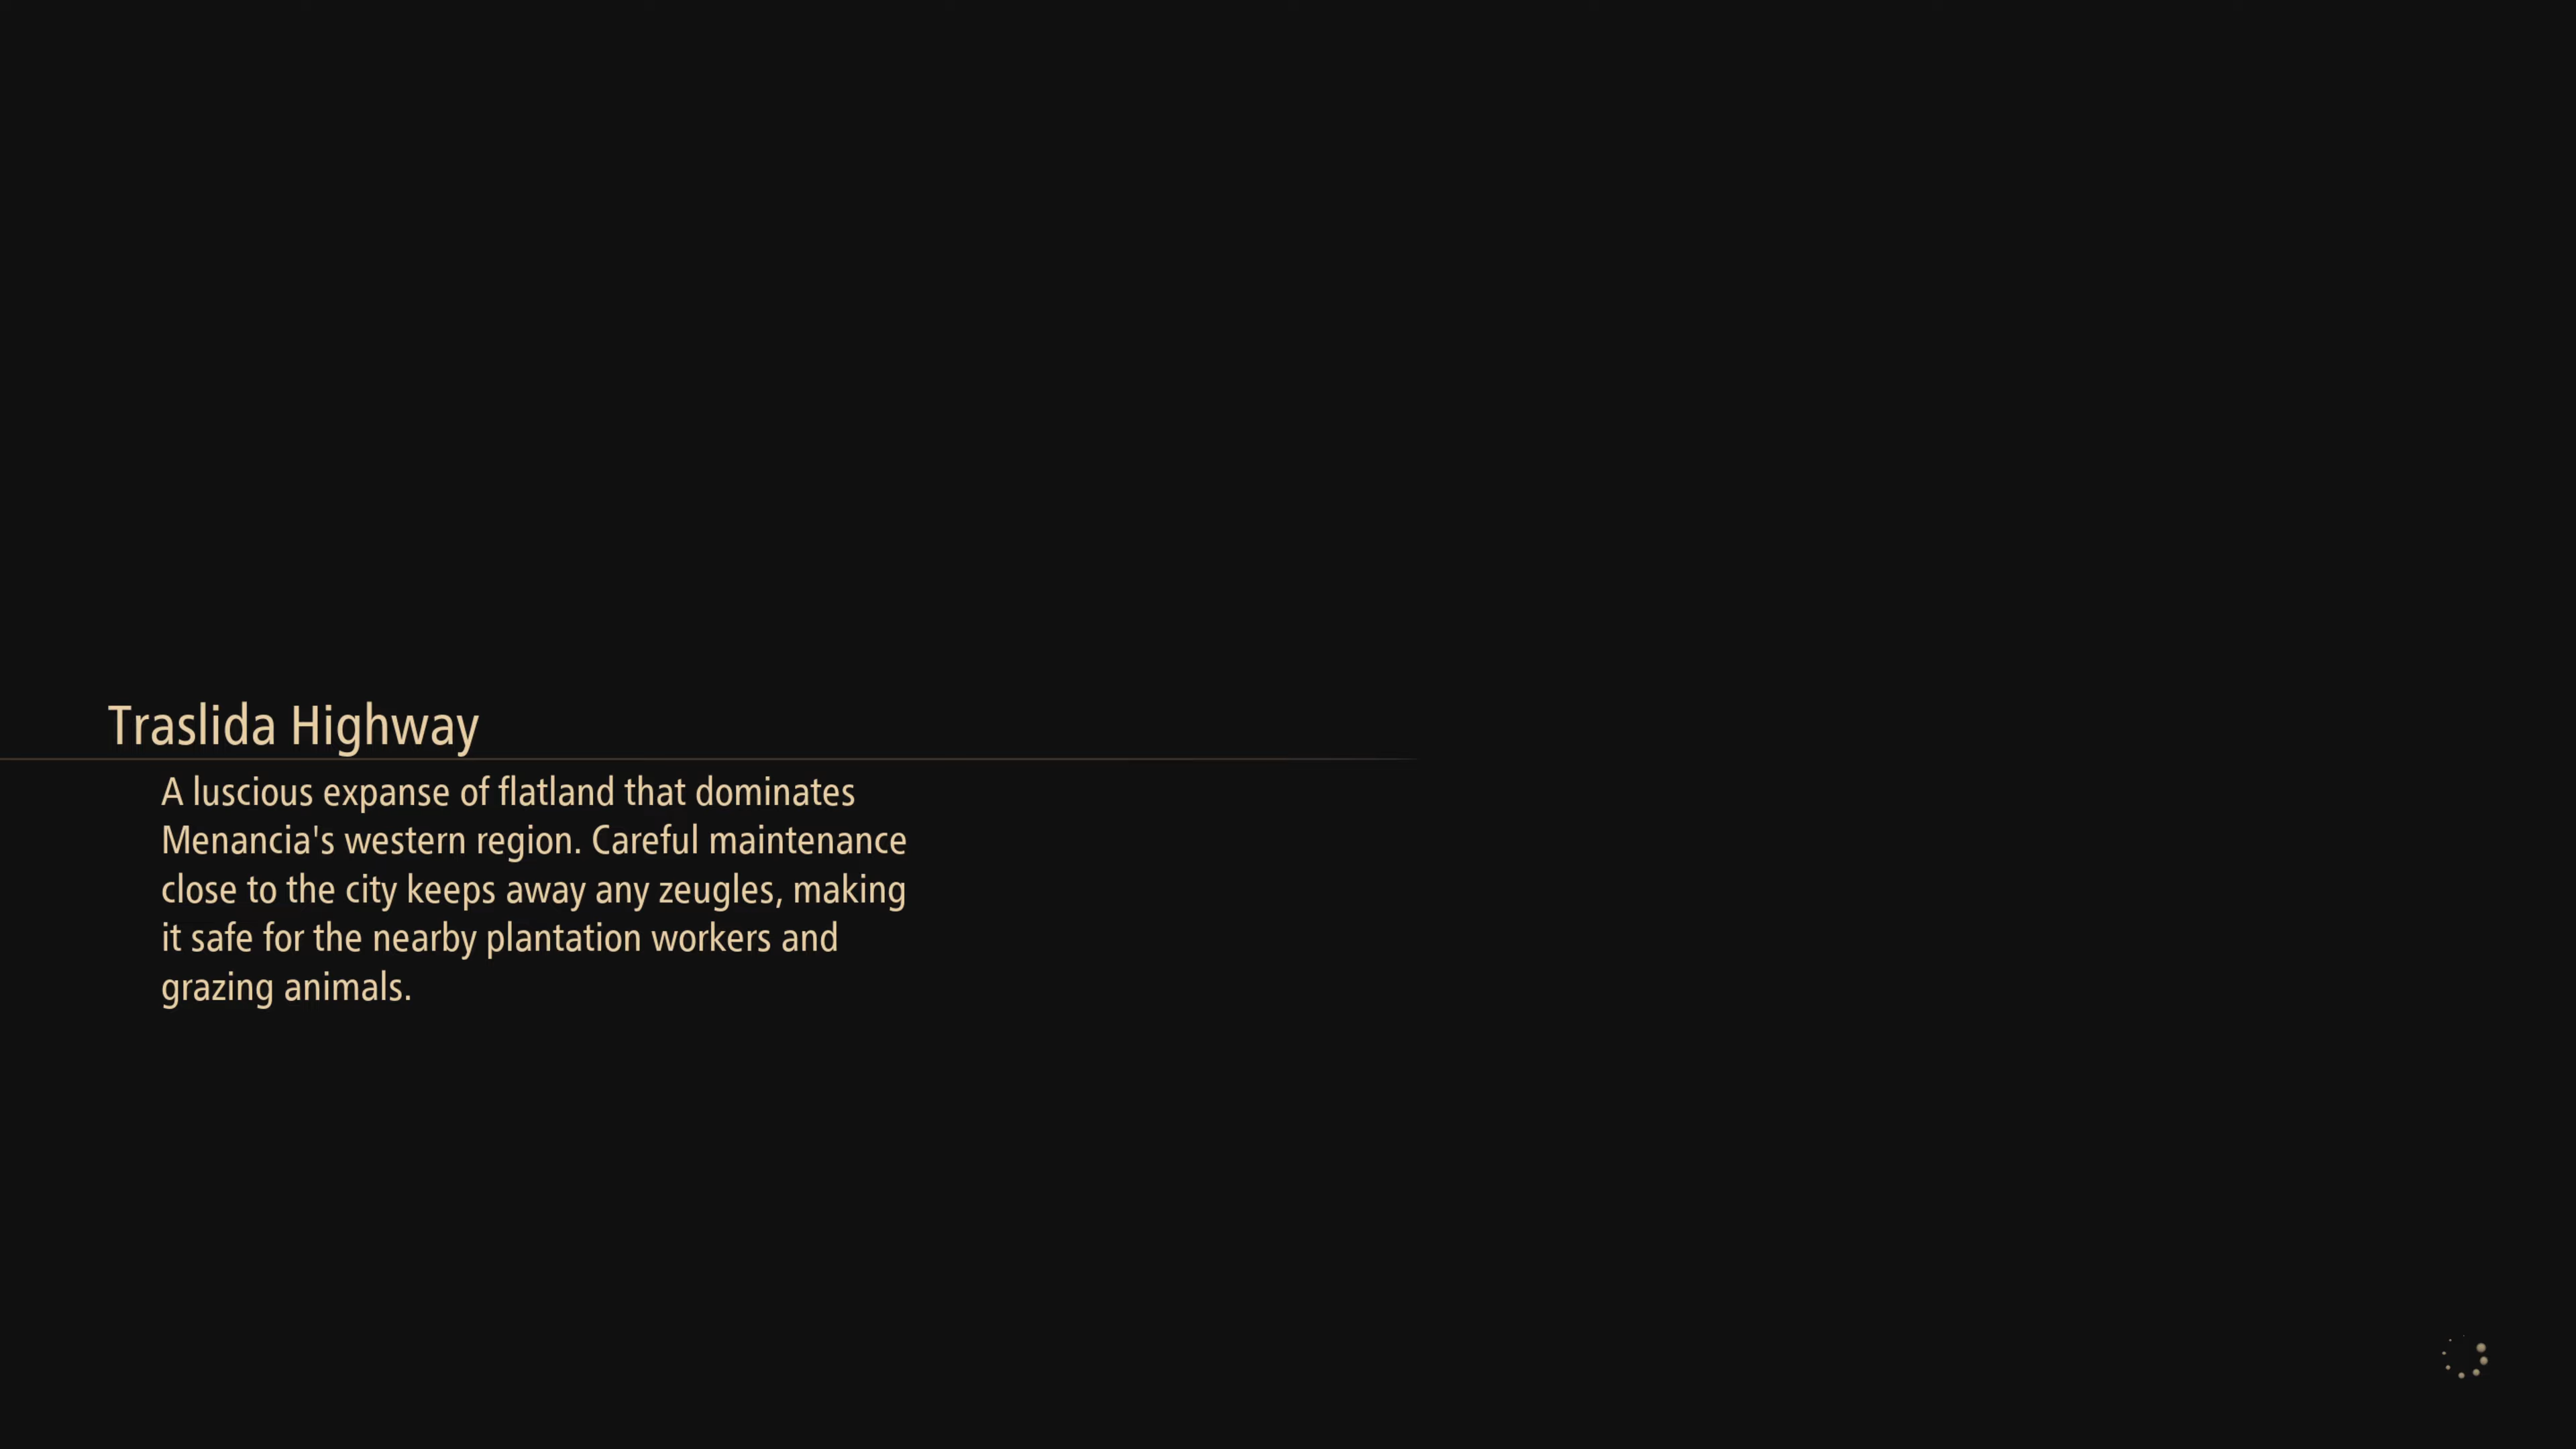 Traslida Highway
A luscious expanse of flatland that dominates
Menancia's western region. Careful maintenance
close to the city keeps away any zeugles, making
it safe for the nearby plantation workers and
grazing animals.